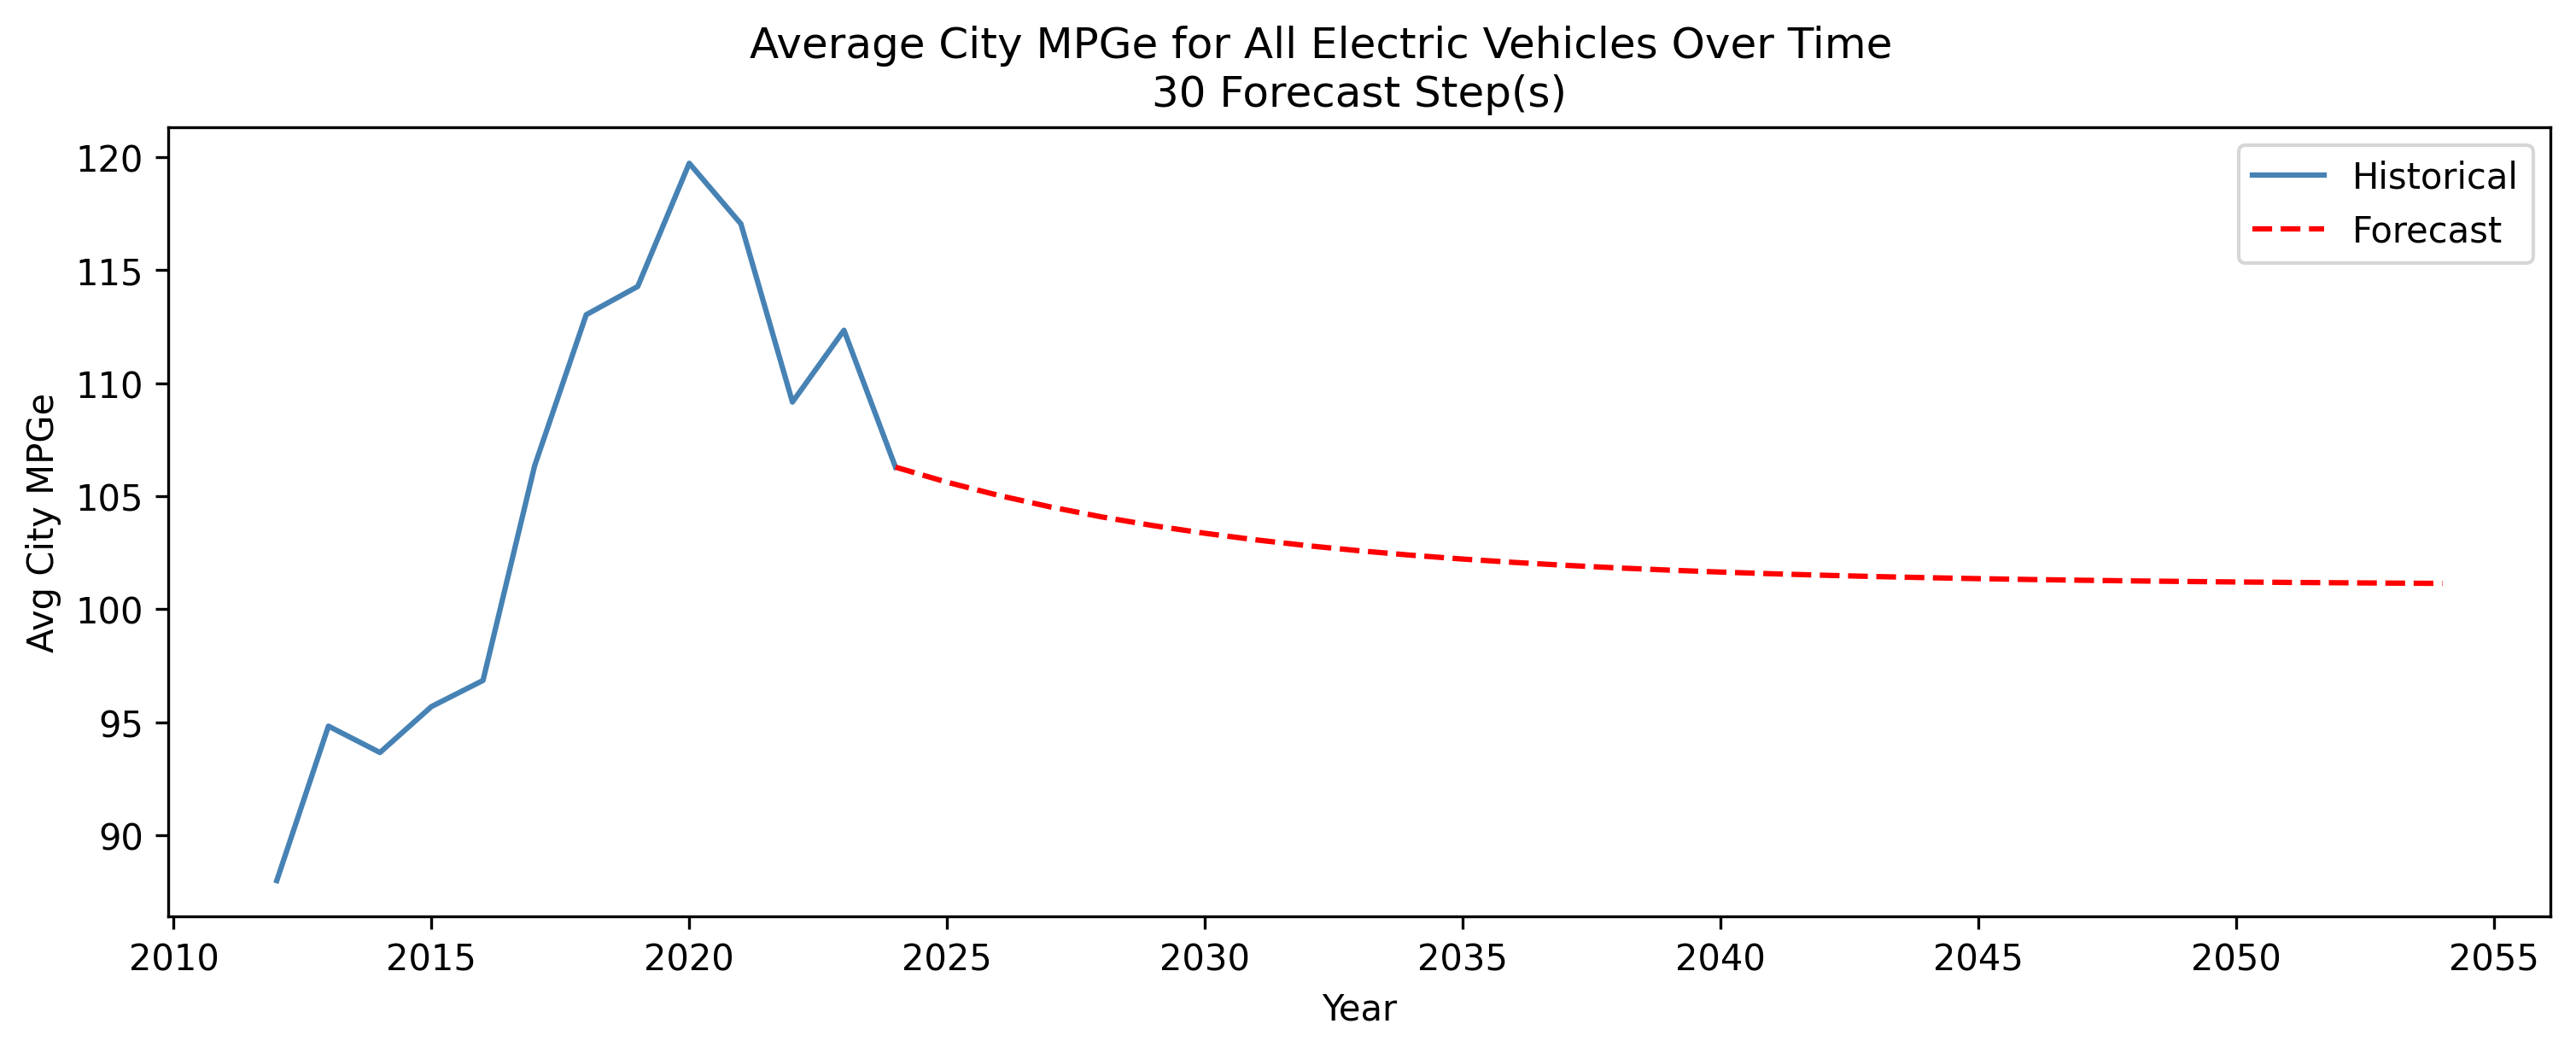 Average City MPGe for All Electric Vehicles Over Time
30 Forecast Step(s)
120
115
110
105
100
95
90
Avg City MPGe
Historical
Forecast
2010 2015 2020 2025 2030 2035 2040 2045 2050 2055
Year